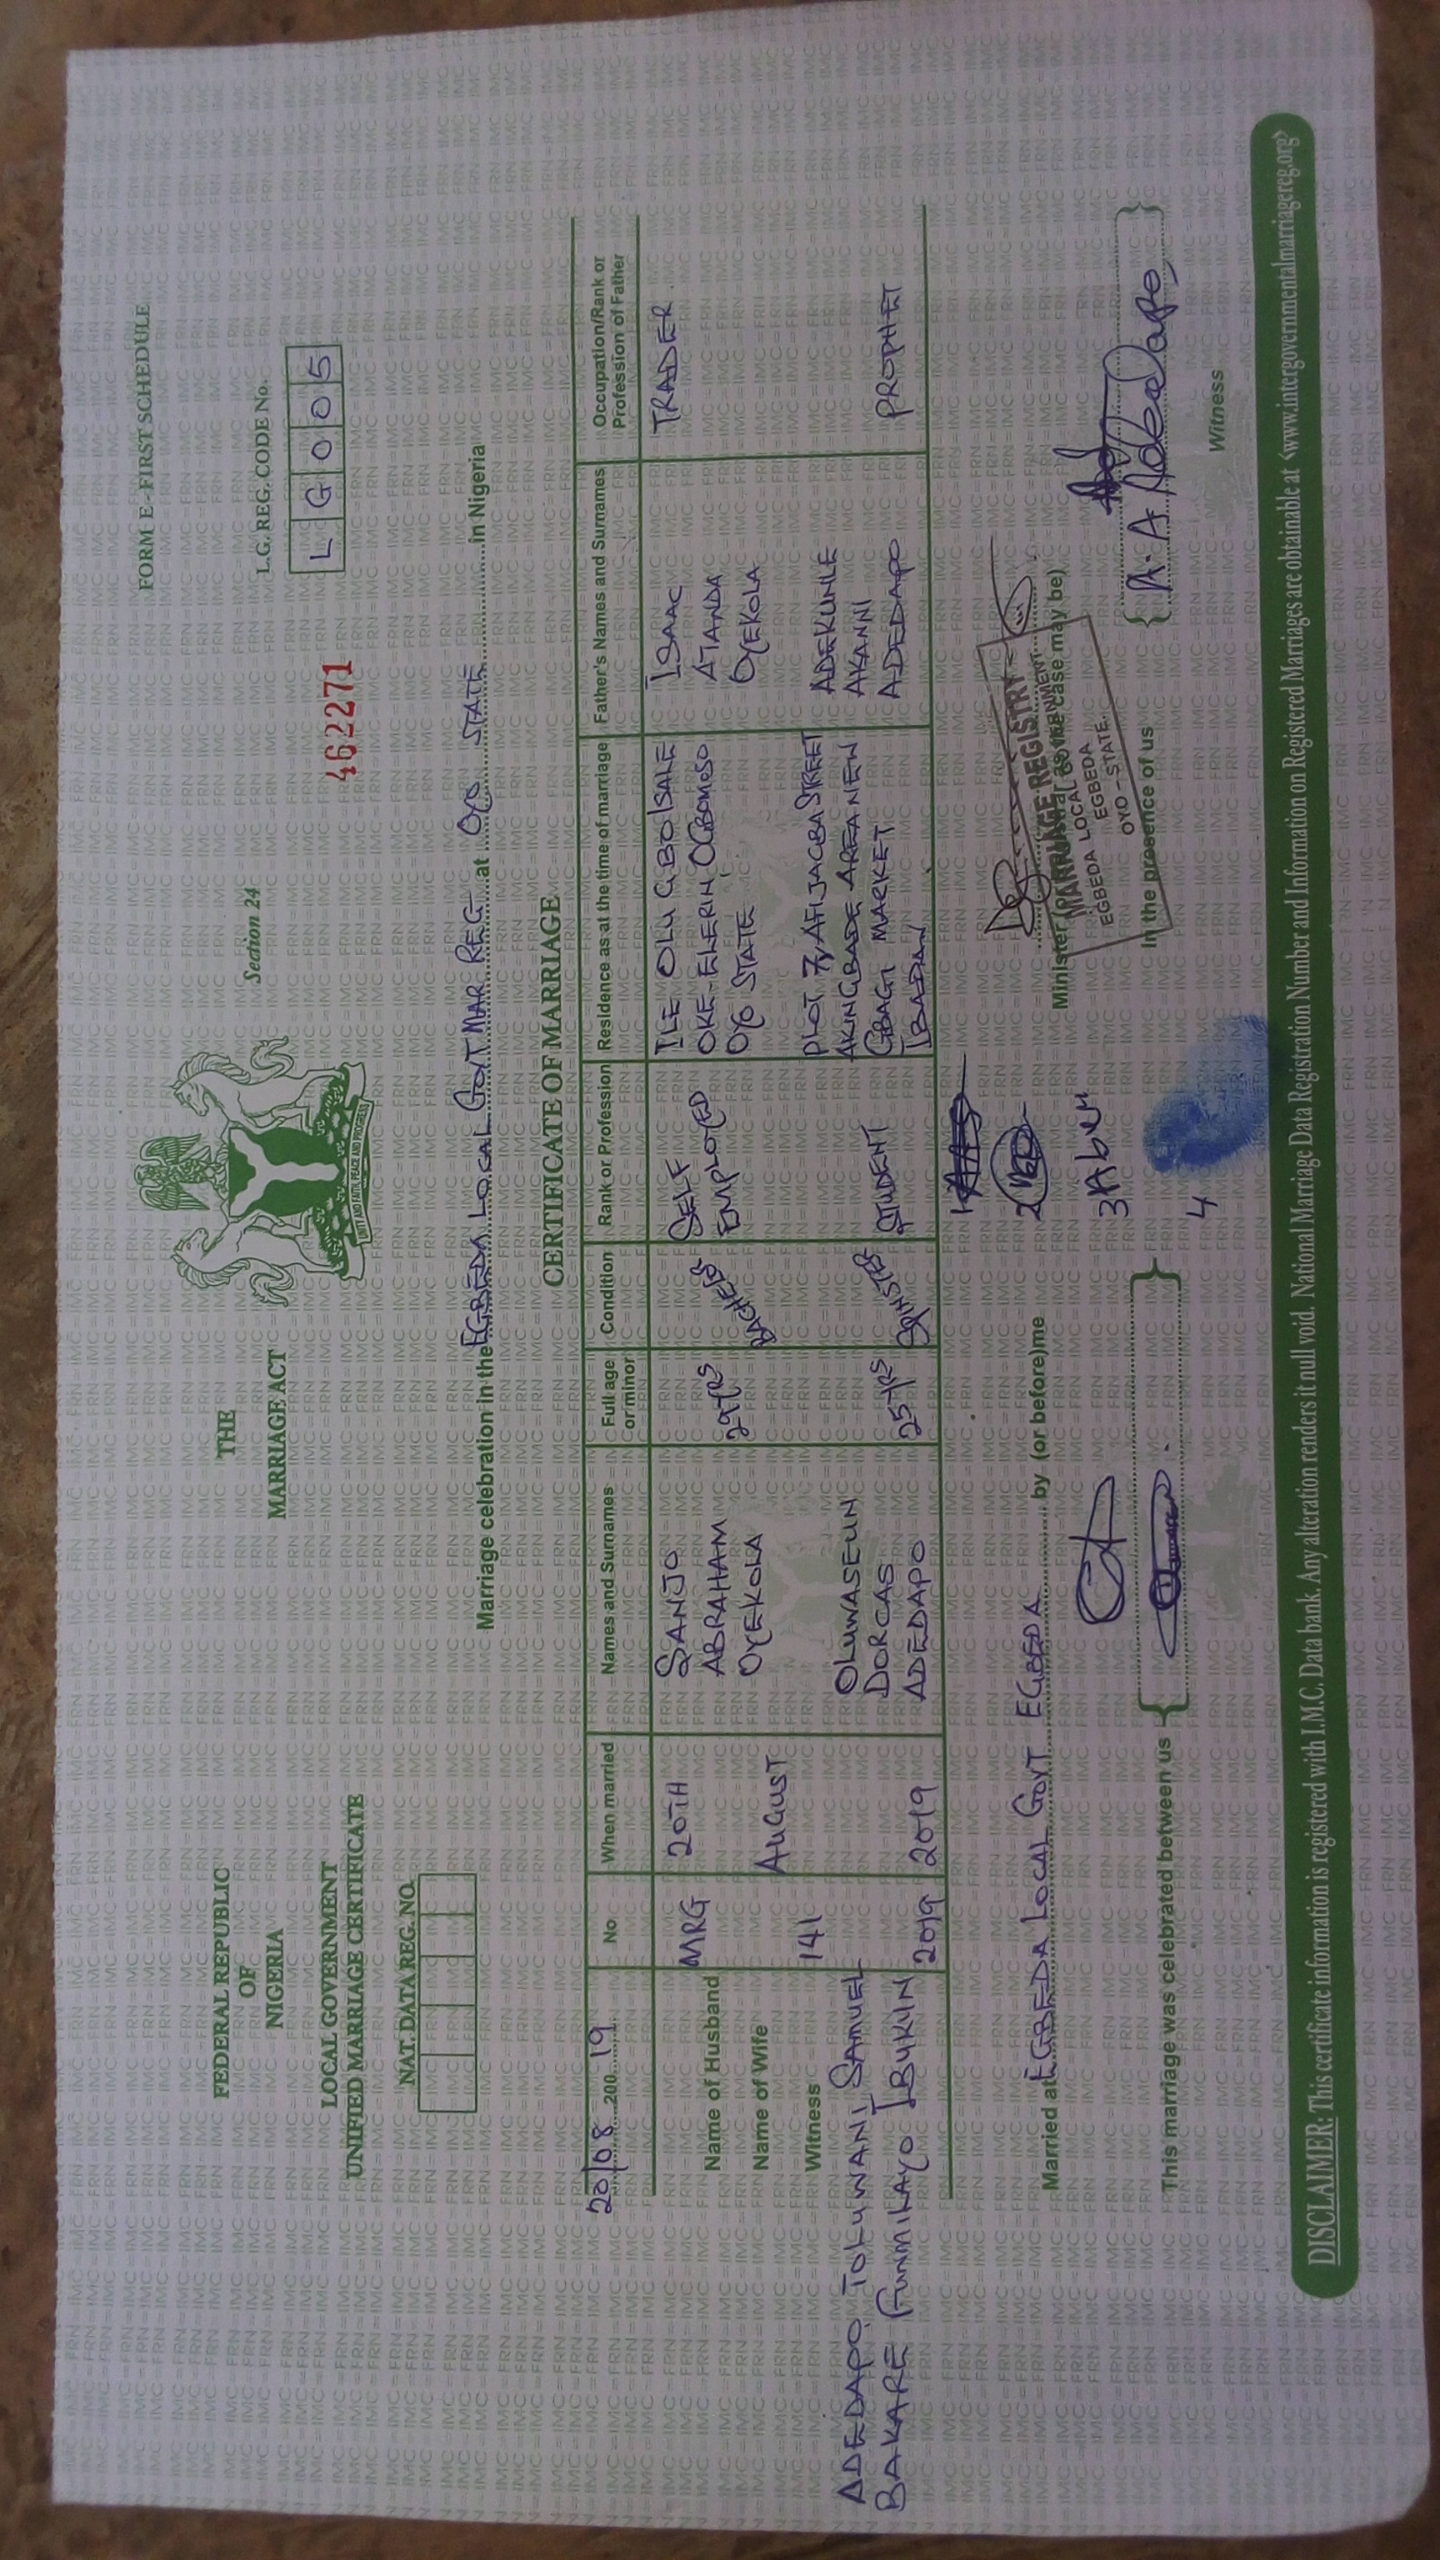 FORM E - FIRST SCHEDULE
FEDERAL REPUBLIC
OF
NIGERIA
THE
MARRIAGE ACT
Section 24
L.G. REG. CODE No.
L G 0 0 5
LOCAL GOVERNMENT
UNIFIED MARRIAGE CERTIFICATE
462271
UNITY AND FAITH, PEACE AND PROGRESS
NAT. DATA REG. NO.
Marriage celebration in the EGBEDA LOCAL GOVT MAR REG at OYO STATE in Nigeria
CERTIFICATE OF MARRIAGE
20/08 200 19
No
When married
Names and Surnames
Full age or minor
Condition
Rank or Profession
Residence as at the time of marriage
Father's Names and Surnames
Occupation/Rank or Profession of Father
Name of Husband
Name of Wife
Witness
ADEDAPO TOLUWANI SAMUEL
BAKARE FUNMILAYO IBUKUN
MRG
141
2019
20TH
AUGUST
2019
SANJO
ABRAHAM
OYEKOLA
29YRS
BACHELOR
SELF
EMPLOYED
ILE OLUGBO ISALE
OKE-ELERIN OGBOMOSO
OYO STATE
ISAAC
ATANDA
OYEKOLA
TRADER
OLUWASEUN
DORCAS
ADEDAPO
25YRS
SPINSTER
STUDENT
PLOT 7y AFIJAGBA STREET
AKINGBADE AREA NEW
GBAGI MARKET
IBADAN
ADEKUNLE
AKANNI
ADEDAPO
PROPHET
Married at EGBEDA LOCAL GOVT EGBEDA by (or before) me
1
2
3
4
Minister (or Registrar as the case may be)
MARRIAGE REGISTRY
EGBEDA LOCAL GOVERNMENT
EGBEDA
OYO - STATE.
This marriage was celebrated between us
In the presence of us
A. A Adedapo
Witness
DISCLAIMER: This certificate information is registered with I.M.C. Data bank. Any alteration renders it null void. National Marriage Data Registration Number and Information on Registered Marriages are obtainable at <www.intergovernmentalmarriagereg.org>